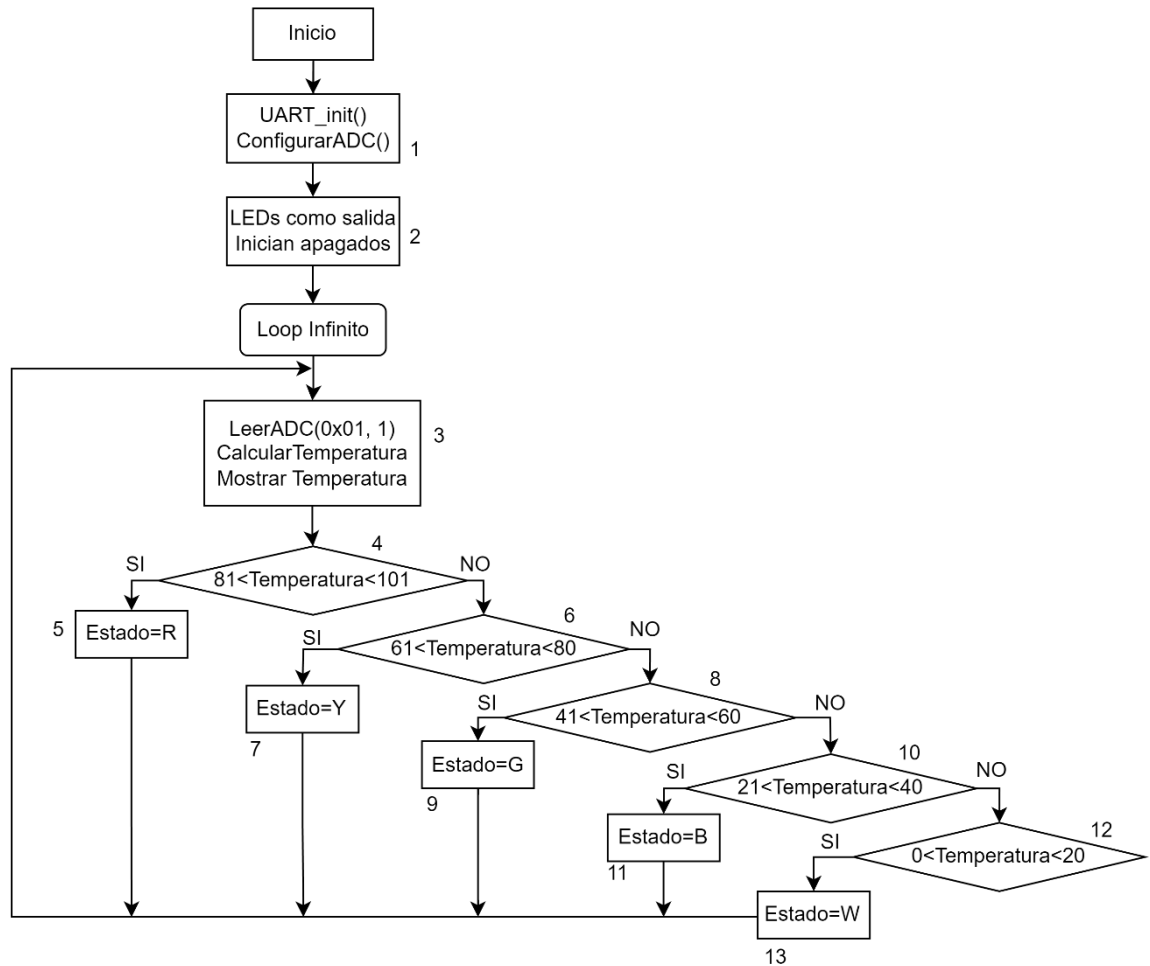 Inicio
UART_init()
ConfigurarADC()
1
LEDs como salida
Inician apagados
2
Loop Infinito
LeerADC(0x01, 1)
CalcularTemperatura
Mostrar Temperatura
3
4
SI
81<Temperatura<101
NO
5
Estado=R
6
SI
61<Temperatura<80
NO
Estado=Y
7
8
SI
41<Temperatura<60
NO
Estado=G
9
10
SI
21<Temperatura<40
NO
Estado=B
11
12
SI
0<Temperatura<20
Estado=W
13